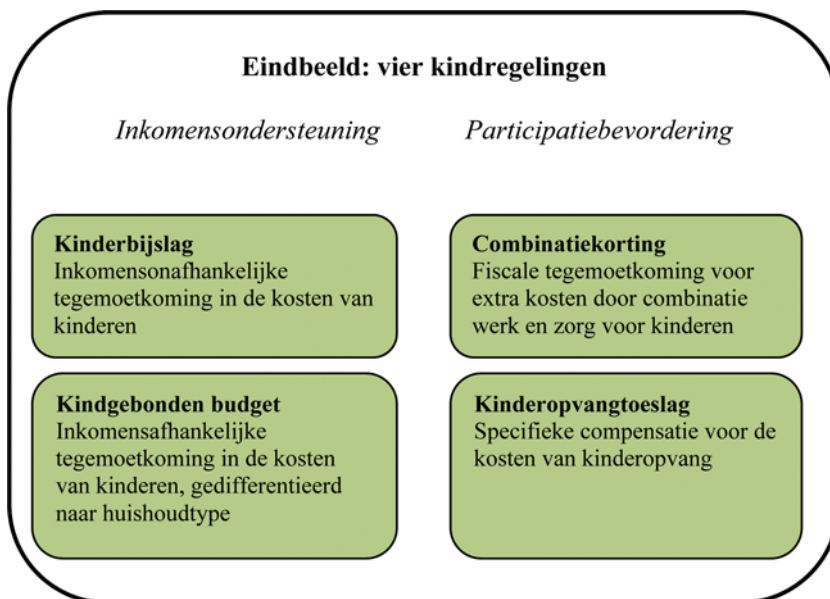 Eindbeeld: vier kindregelingen
Inkomensondersteuning
Participatiebevordering
Kinderbijslag
Inkomensonafhankelijke
tegemoetkoming in de kosten van
kinderen
Combinatiekorting
Fiscale tegemoetkoming voor
extra kosten door combinatie
werk en zorg voor kinderen
Kindgebonden budget
Inkomensafhankelijke
tegemoetkoming in de kosten
van kinderen, gedifferentieerd
naar huishoudtype
Kinderopvangtoeslag
Specifieke compensatie voor de
kosten van kinderopvang